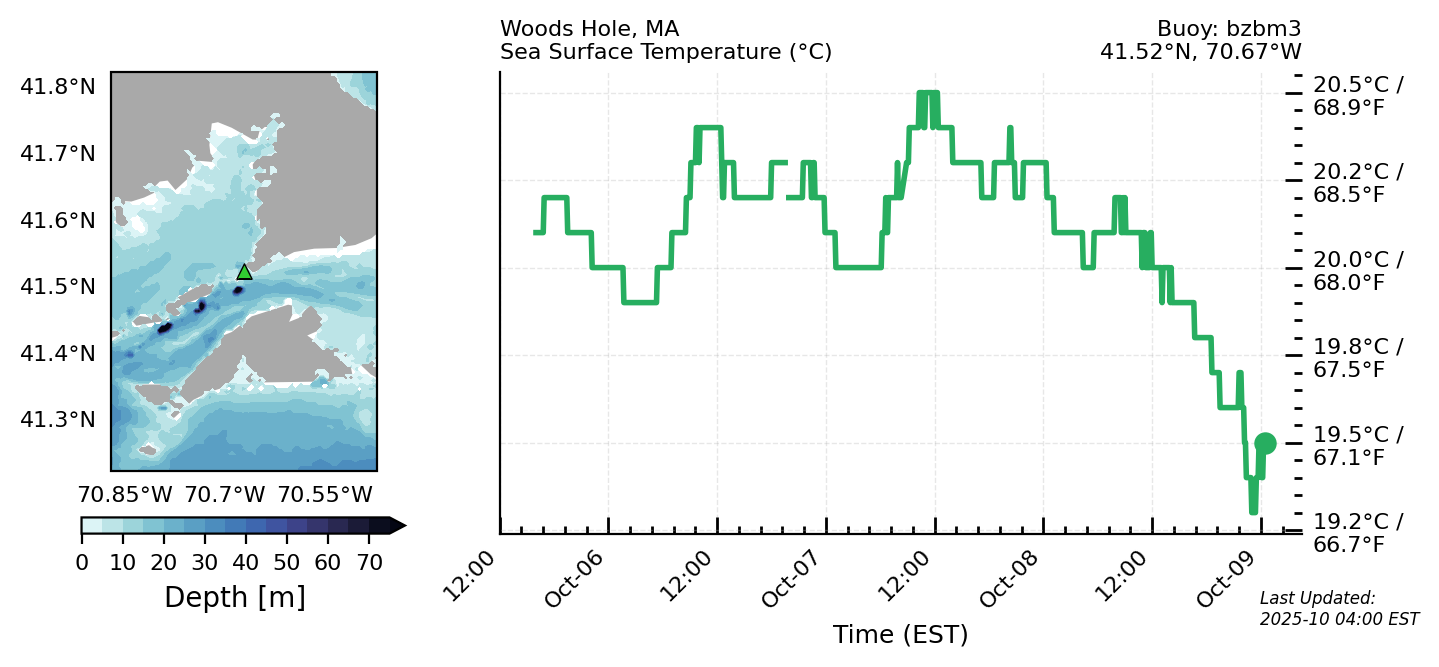 Woods Hole, MA
Sea Surface Temperature (°C)
Buoy: bzbm3
41.52°N, 70.67°W
41.8°N
41.7°N
41.6°N
41.5°N
41.4°N
41.3°N
70.85°W 70.7°W 70.55°W
0 10 20 30 40 50 60 70
Depth [m]
20.5°C /
68.9°F
20.2°C /
68.5°F
20.0°C /
68.0°F
19.8°C /
67.5°F
19.5°C /
67.1°F
19.2°C /
66.7°F
12:00
Oct-06
12:00
Oct-07
12:00
Oct-08
12:00
Oct-09
Time (EST)
Last Updated:
2025-10 04:00 EST